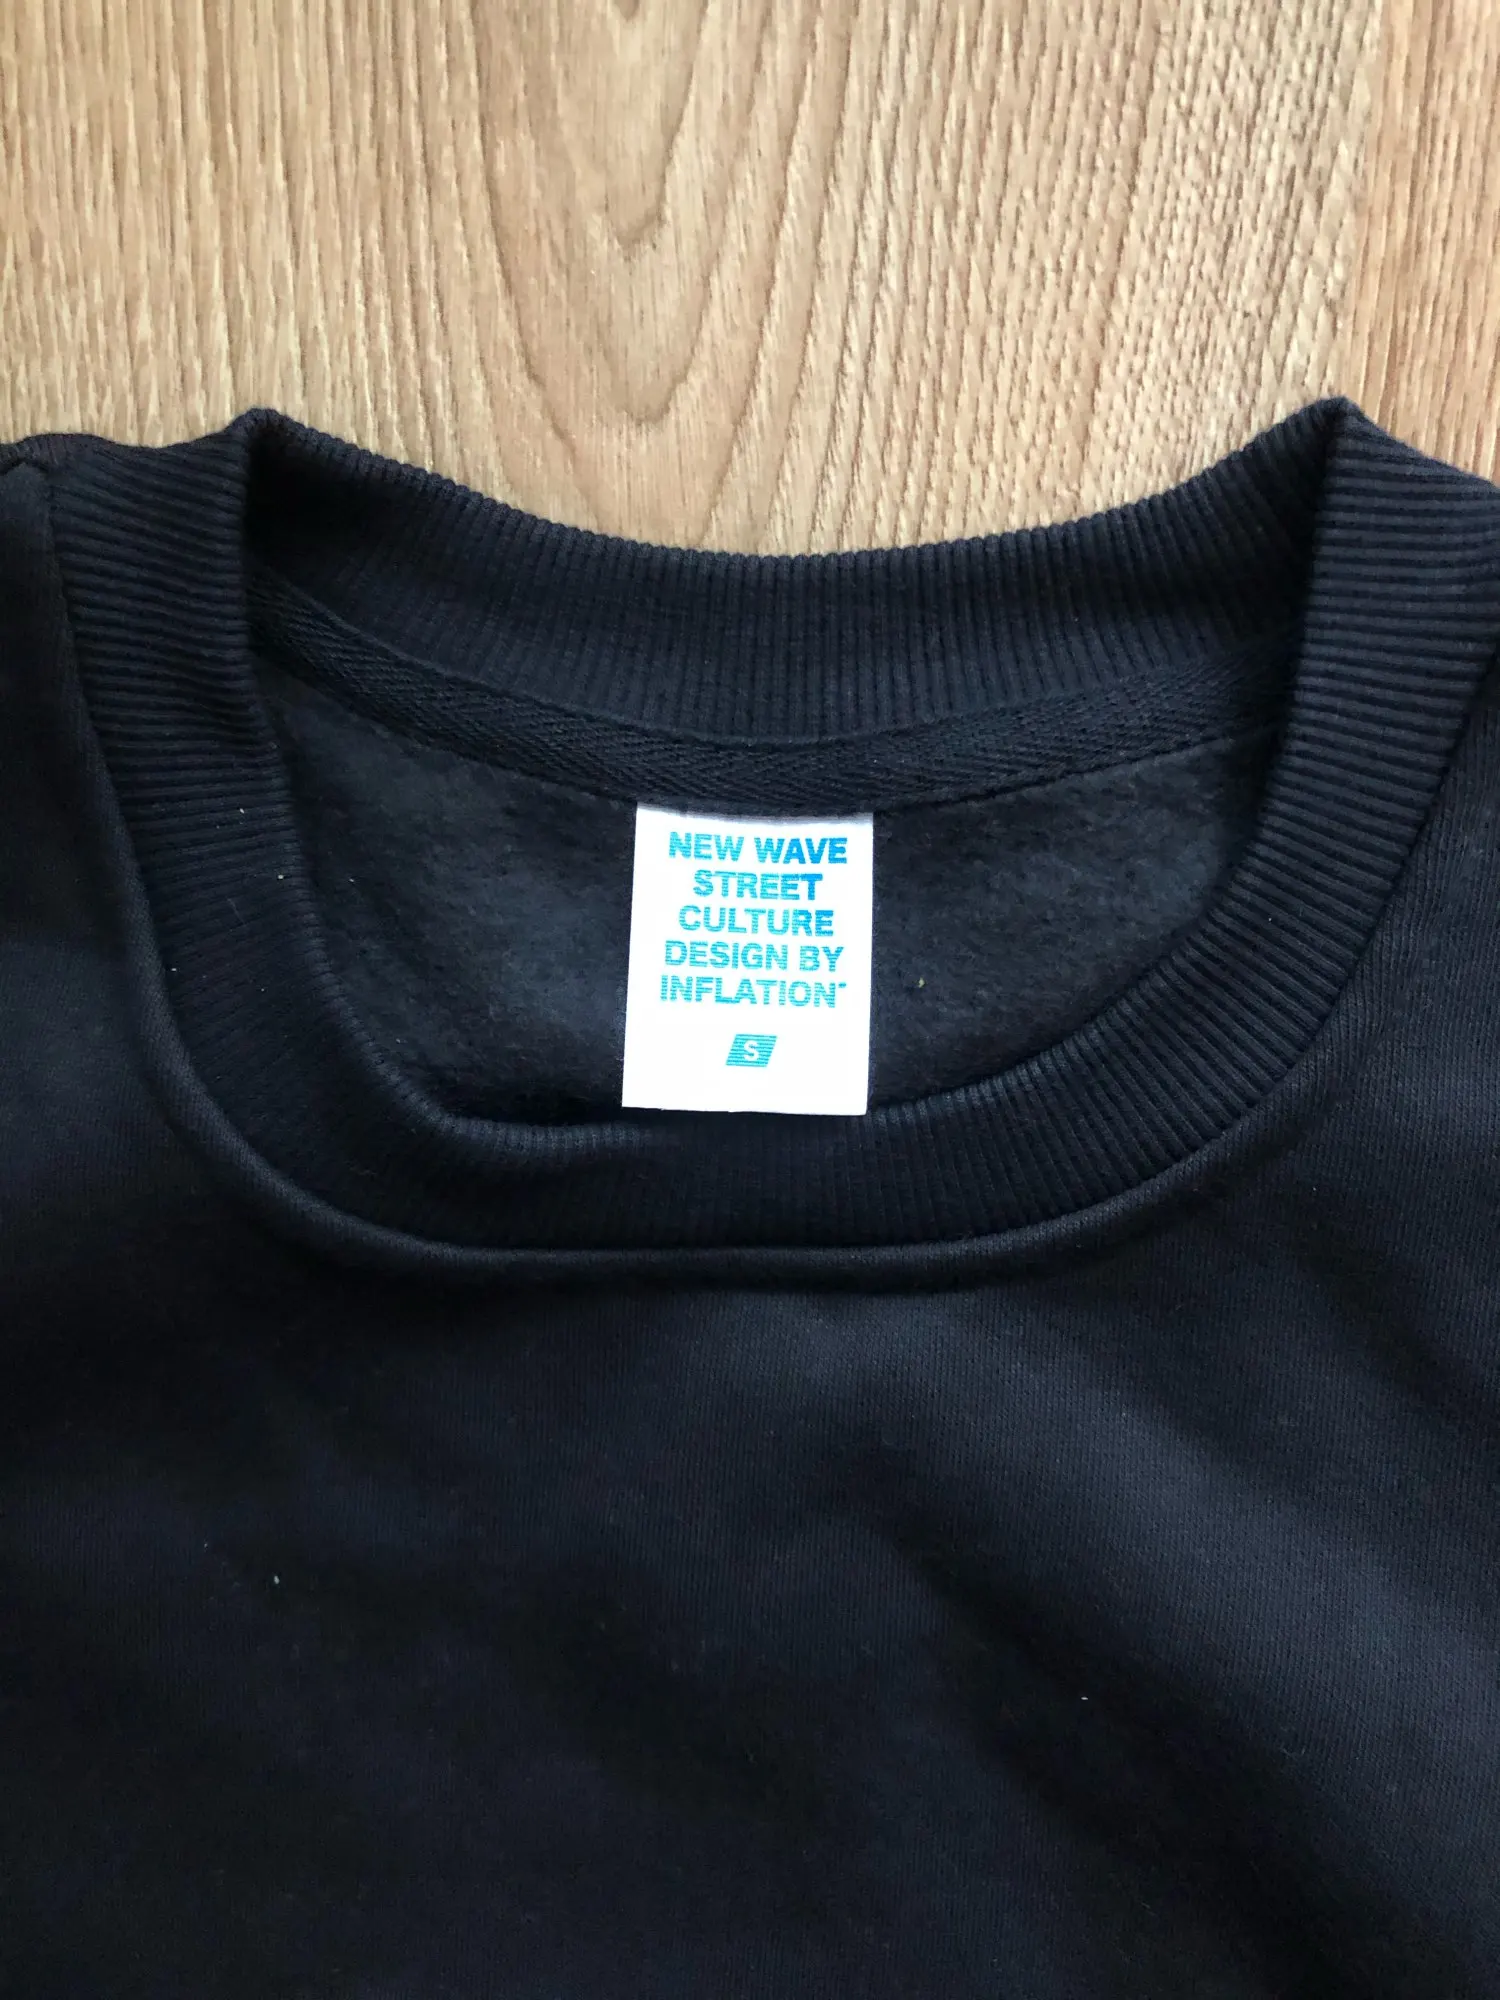 NEW WAVE
STREET
CULTURE
DESIGN BY
INFLATION
S